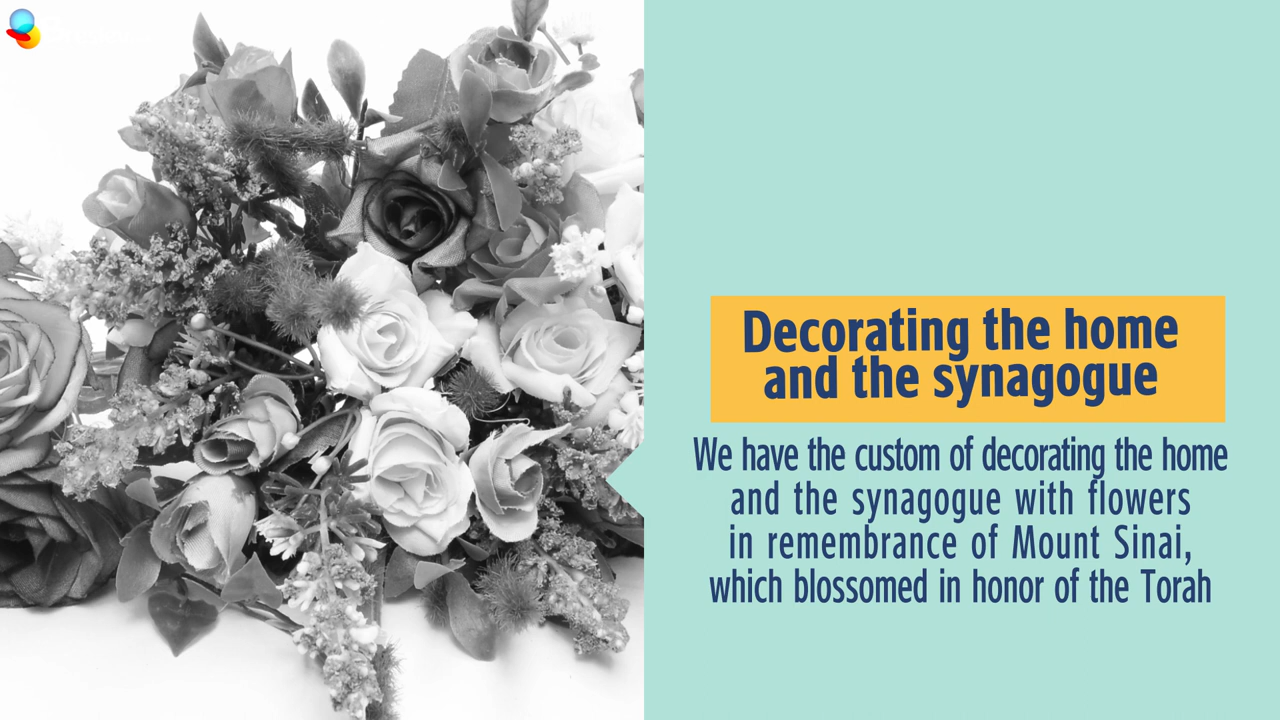 Decorating the home
and the synagogue
We have the custom of decorating the home
and the synagogue with flowers
in remembrance of Mount Sinai,
which blossomed in honor of the Torah